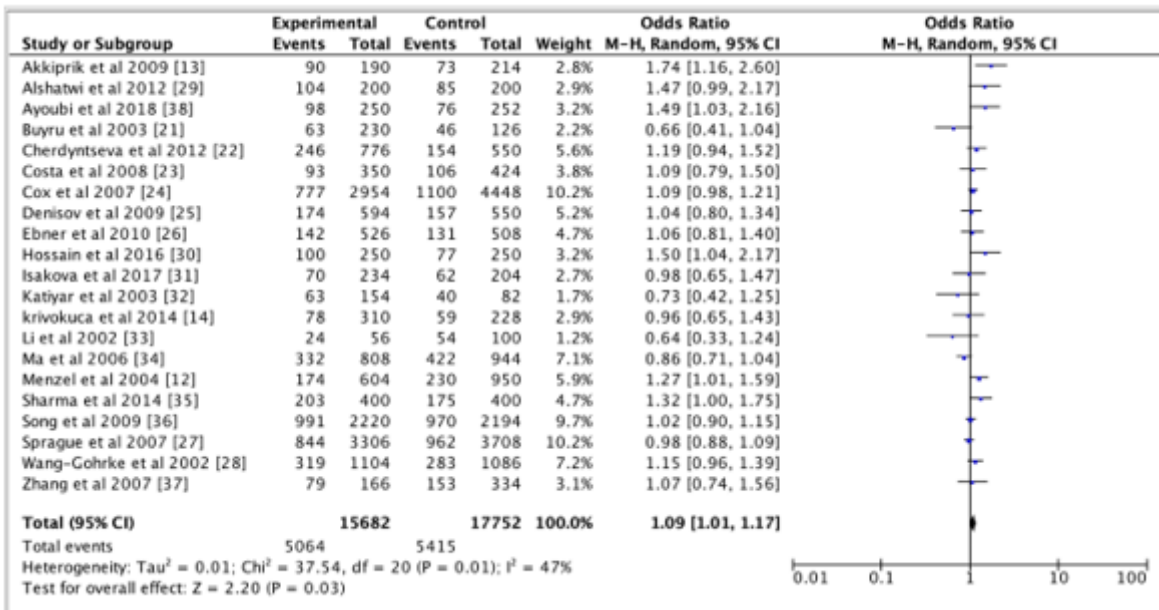 Experimental Control Odds Ratio Odds Ratio
Study or Subgroup Events Total Events Total Weight M-H, Random, 95% CI M-H, Random, 95% CI
Akkiprik et al 2009 [13] 90 190 73 214 2.8% 1.74 [1.16, 2.60]
Alshatwi et al 2012 [29] 104 200 85 200 2.9% 1.47 [0.99, 2.17]
Ayoubi et al 2018 [38] 98 250 76 252 3.2% 1.49 [1.03, 2.16]
Buyru et al 2003 [21] 63 230 46 126 2.2% 0.66 [0.41, 1.04]
Cherdyntseva et al 2012 [22] 246 776 154 550 5.6% 1.19 [0.94, 1.52]
Costa et al 2008 [23] 93 350 106 424 3.8% 1.09 [0.79, 1.50]
Cox et al 2007 [24] 777 2954 1100 4448 10.2% 1.09 [0.98, 1.21]
Denisov et al 2009 [25] 174 594 157 550 5.2% 1.04 [0.80, 1.34]
Ebner et al 2010 [26] 142 526 131 508 4.7% 1.06 [0.81, 1.40]
Hossain et al 2016 [30] 100 250 77 250 3.2% 1.50 [1.04, 2.17]
Isakova et al 2017 [31] 70 234 62 204 2.7% 0.98 [0.65, 1.47]
Katiyar et al 2003 [32] 63 154 40 82 1.7% 0.73 [0.42, 1.25]
krivokuca et al 2014 [14] 78 310 59 228 2.9% 0.96 [0.65, 1.43]
Li et al 2002 [33] 24 56 54 100 1.2% 0.64 [0.33, 1.24]
Ma et al 2006 [34] 332 808 422 944 7.1% 0.86 [0.71, 1.04]
Menzel et al 2004 [12] 174 604 230 950 5.9% 1.27 [1.01, 1.59]
Sharma et al 2014 [35] 203 400 175 400 4.7% 1.32 [1.00, 1.75]
Song et al 2009 [36] 991 2220 970 2194 9.7% 1.02 [0.90, 1.15]
Sprague et al 2007 [27] 844 3306 962 3708 10.2% 0.98 [0.88, 1.09]
Wang-Gohrke et al 2002 [28] 319 1104 283 1086 7.2% 1.15 [0.96, 1.39]
Zhang et al 2007 [37] 79 166 153 334 3.1% 1.07 [0.74, 1.56]
Total (95% CI) 15682 17752 100.0% 1.09 [1.01, 1.17]
Total events 5064 5415
Heterogeneity: Tau² = 0.01; Chi² = 37.54, df = 20 (P = 0.01); I² = 47%
Test for overall effect: Z = 2.20 (P = 0.03)
0.01 0.1 1 10 100